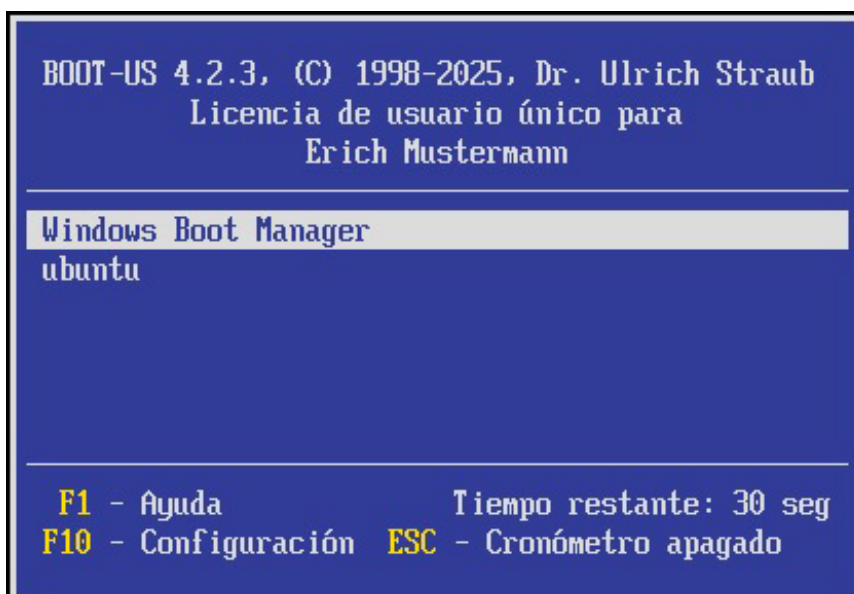 BOOT-US 4.2.3, (C) 1998-2025, Dr. Ulrich Straub
Licencia de usuario único para
Erich Mustermann
Windows Boot Manager
ubuntu
F1 - Ayuda Tiempo restante: 30 seg
F10 - Configuración ESC - Cronómetro apagado